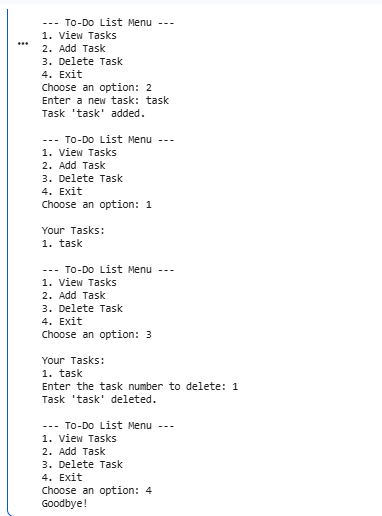 --- To-Do List Menu ---
1. View Tasks
2. Add Task
3. Delete Task
4. Exit
Choose an option: 2
Enter a new task: task
Task 'task' added.

--- To-Do List Menu ---
1. View Tasks
2. Add Task
3. Delete Task
4. Exit
Choose an option: 1

Your Tasks:
1. task

--- To-Do List Menu ---
1. View Tasks
2. Add Task
3. Delete Task
4. Exit
Choose an option: 3

Your Tasks:
1. task
Enter the task number to delete: 1
Task 'task' deleted.

--- To-Do List Menu ---
1. View Tasks
2. Add Task
3. Delete Task
4. Exit
Choose an option: 4
Goodbye!